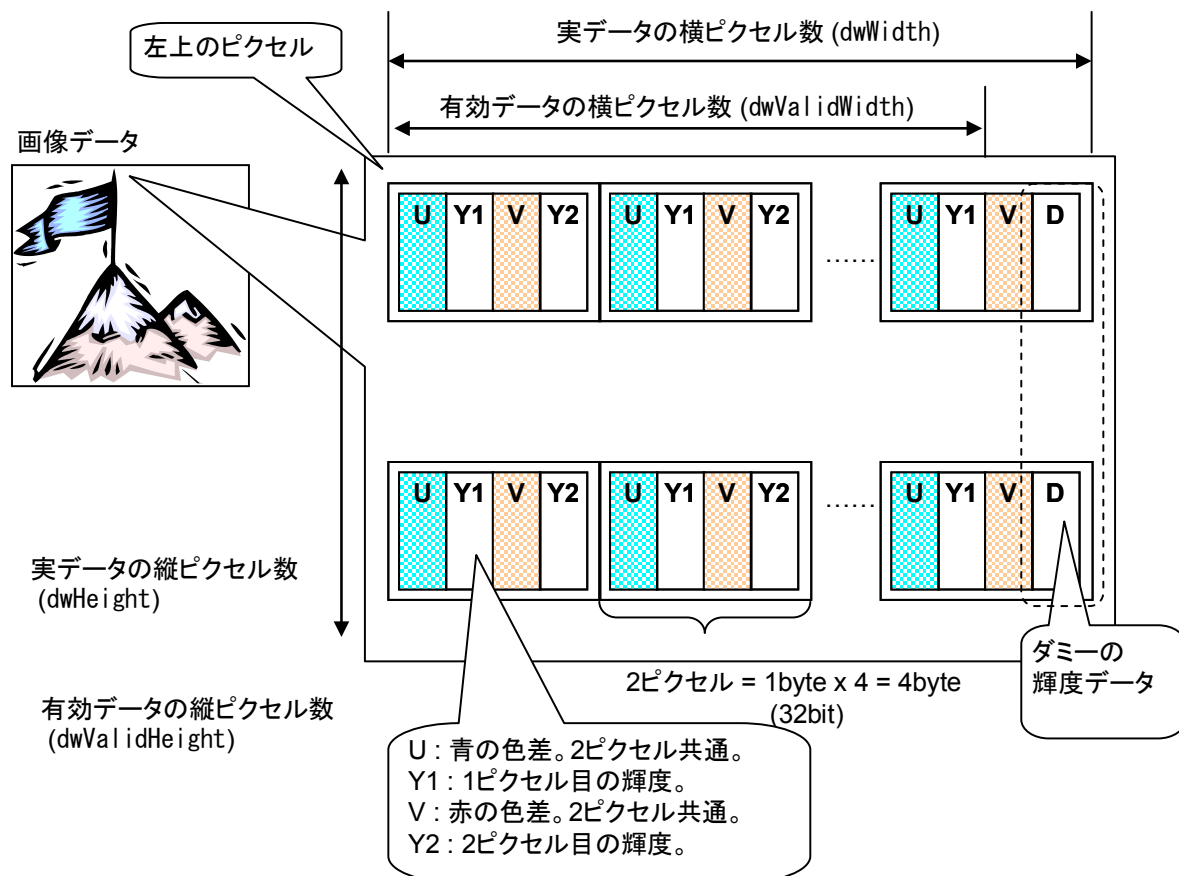 実データの横ピクセル数 (dwWidth)
左上のピクセル
有効データの横ピクセル数 (dwValidWidth)
画像データ
U Y1 V Y2 U Y1 V Y2 …… U Y1 V D
U Y1 V Y2 U Y1 V Y2 …… U Y1 V D
実データの縦ピクセル数
(dwHeight)
ダミーの
輝度データ
2ピクセル = 1byte x 4 = 4byte
(32bit)
有効データの縦ピクセル数
(dwValidHeight)
U : 青の色差。2ピクセル共通。
Y1 : 1ピクセル目の輝度。
V : 赤の色差。2ピクセル共通。
Y2 : 2ピクセル目の輝度。